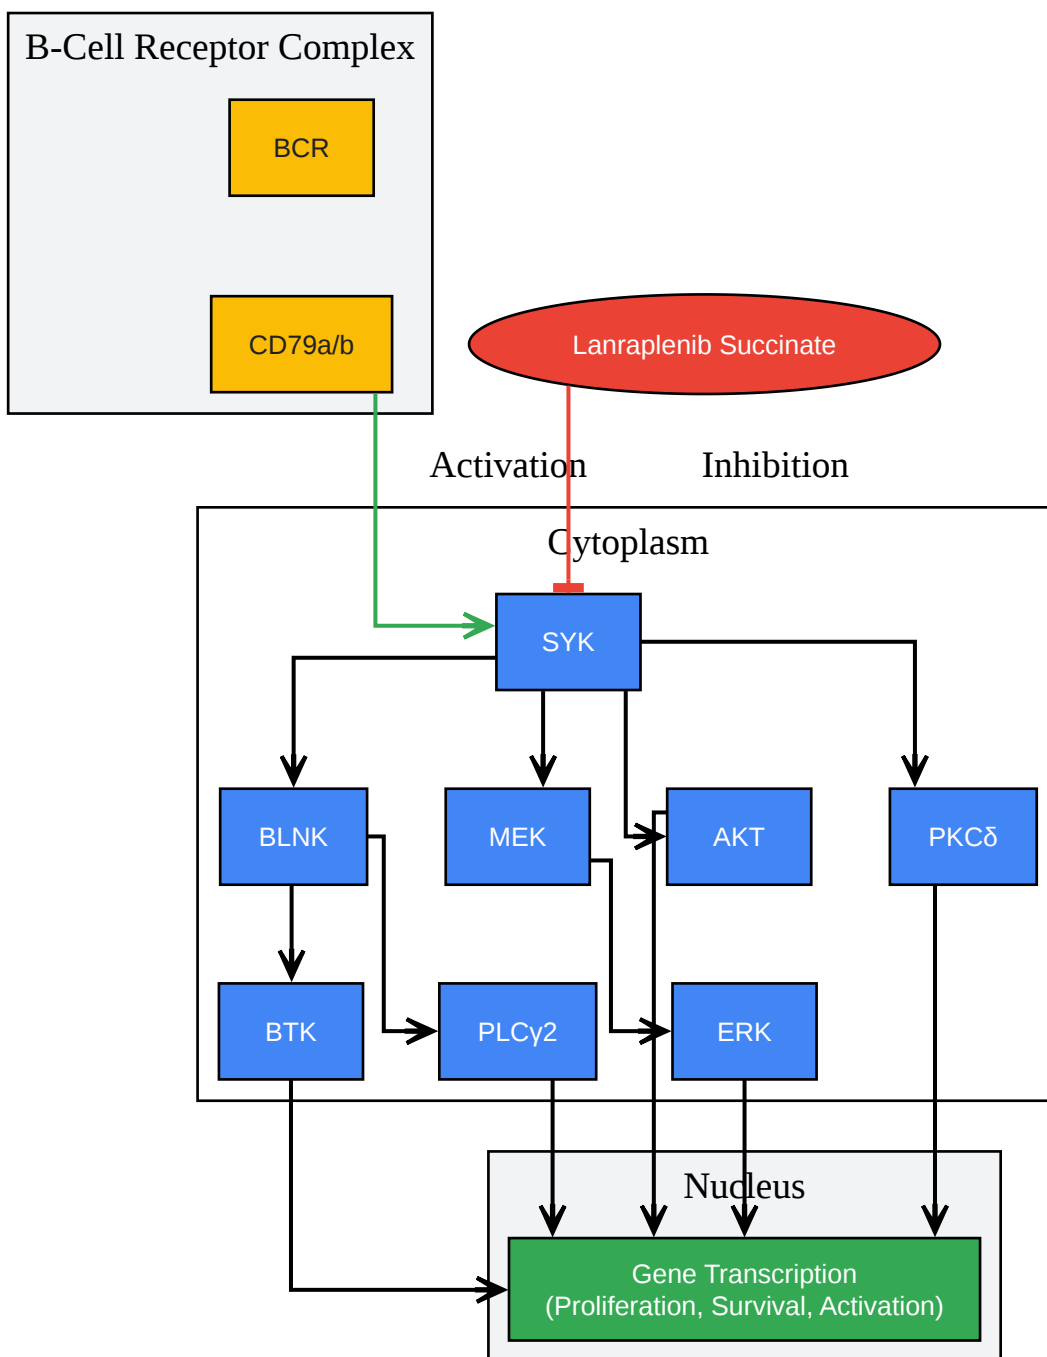 B-Cell Receptor Complex
BCR
CD79a/b
Lanraplenib Succinate
Activation
Inhibition
Cytoplasm
SYK
BLNK
MEK
AKT
PKCδ
BTK
PLCγ2
ERK
Nucleus
Gene Transcription
(Proliferation, Survival, Activation)